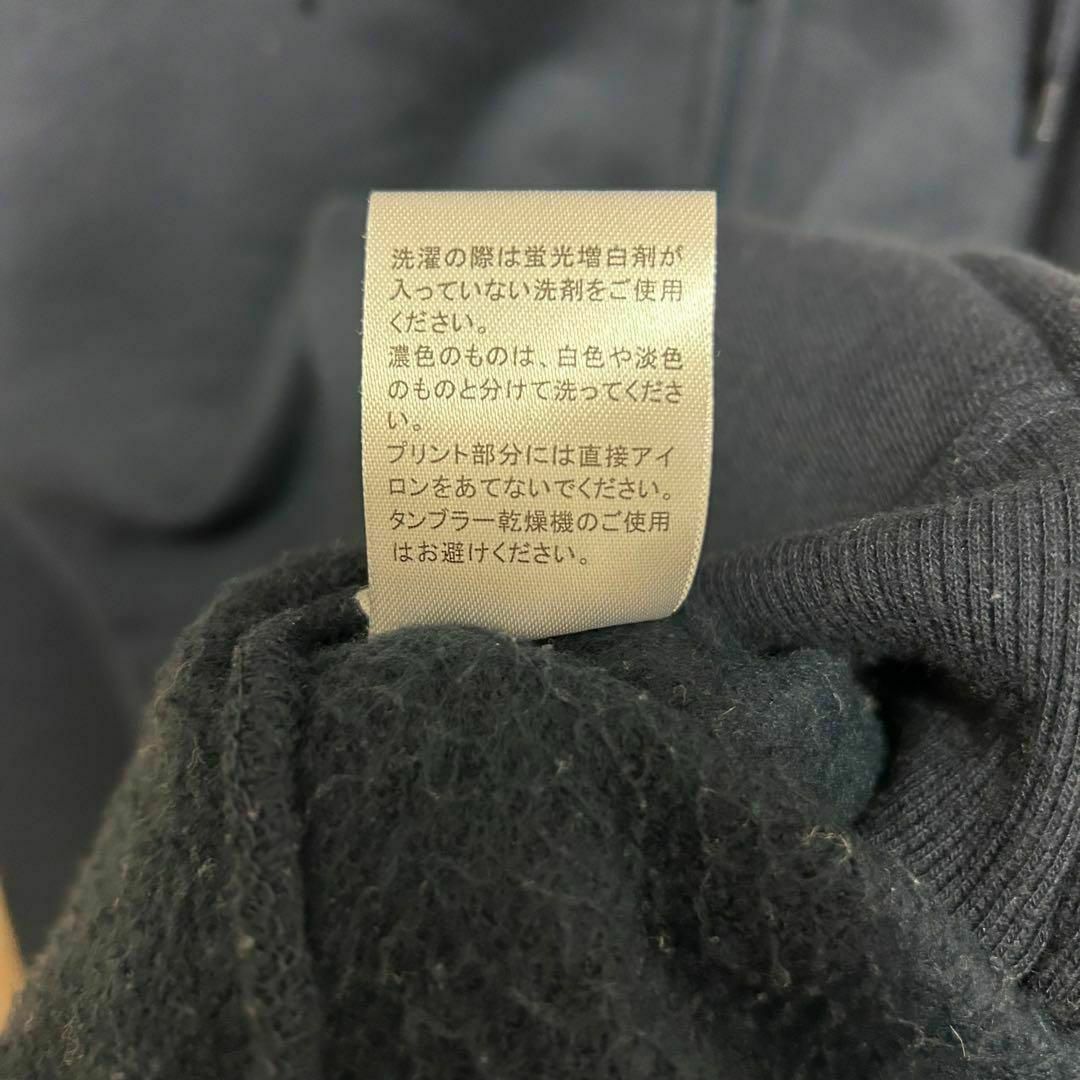 洗濯の際は蛍光増白剤が
入っていない洗剤をご使用
ください。
濃色のものは、白色や淡色
のものと分けて洗ってくださ
い。
プリント部分には直接アイ
ロンをあてないでください。
タンブラー乾燥機のご使用
はお避けください。